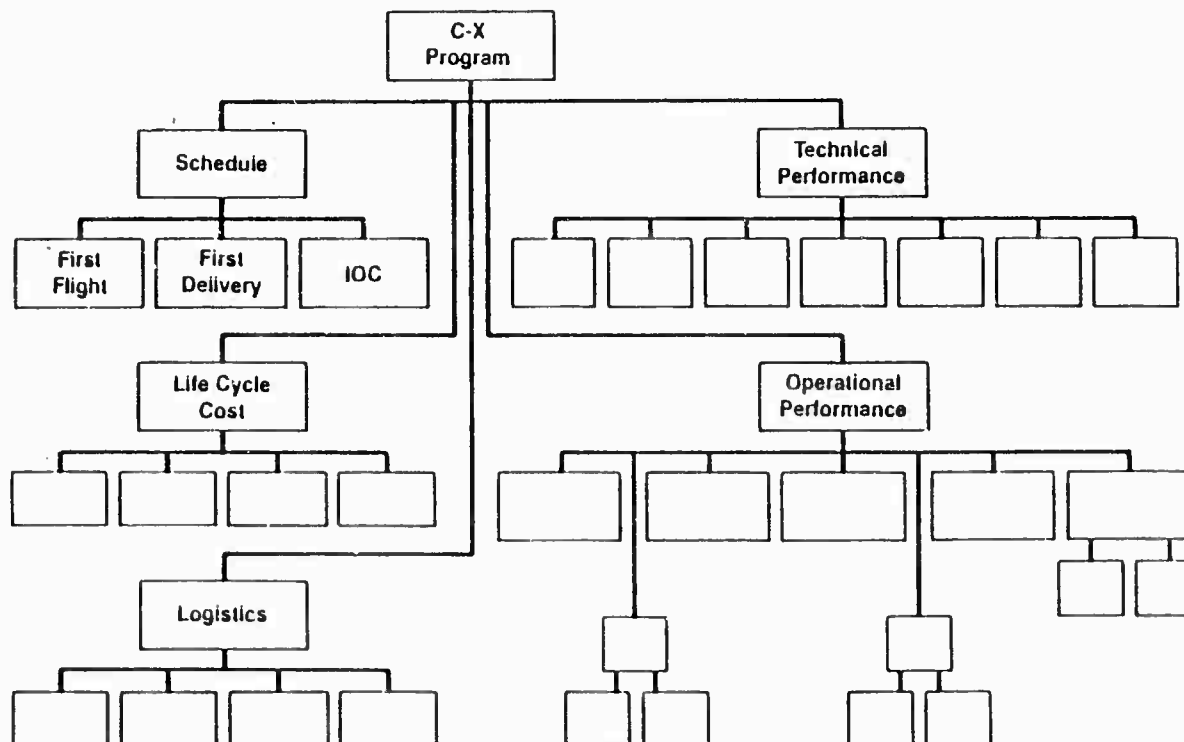 C-X
Program
Schedule
Technical
Performance
First
Flight
First
Delivery
IOC
Life Cycle
Cost
Operational
Performance
Logistics